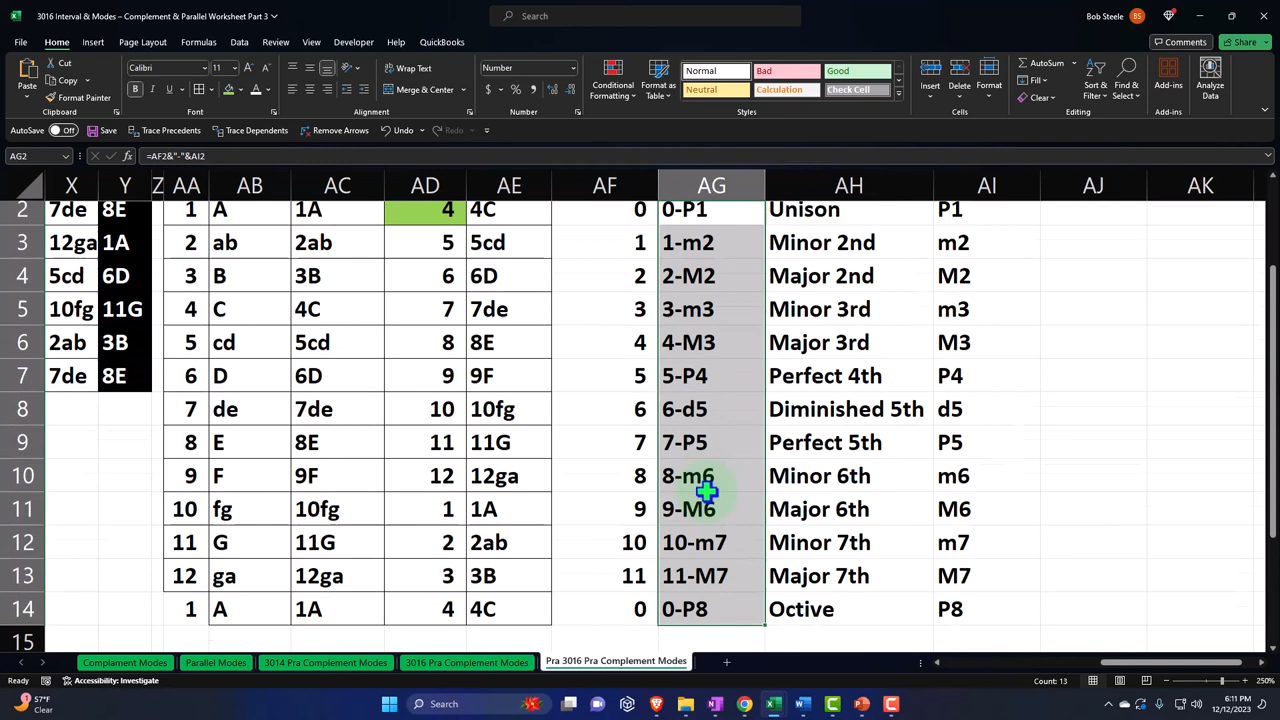 3016 Interval & Modes – Complement & Parallel Worksheet Part 3
Search
Bob Steele BS
File Home Insert Page Layout Formulas Data Review View Developer Help QuickBooks Comments Share
Cut
Copy
Format Painter
Paste
Calibri 11
B I U
Wrap Text
Merge & Center
Number
Conditional Formatting
Format as Table
Normal Bad Good
Neutral Calculation Check Cell
Insert Delete Format
AutoSum
Fill
Clear
Sort & Filter
Find & Select
Add-ins
Analyze Data
Clipboard Font Alignment Number Styles Cells Editing Add-ins
AutoSave Off Save Trace Precedents Trace Dependents Remove Arrows Undo Redo
AG2 fx =AF2&"-"&AI2
X Y Z AA AB AC AD AE AF AG AH AI AJ AK
2 7de 8E 1 A 1A 4 4C 0 0-P1 Unison P1
3 12ga 1A 2 ab 2ab 5 5cd 1 1-m2 Minor 2nd m2
4 5cd 6D 3 B 3B 6 6D 2 2-M2 Major 2nd M2
5 10fg 11G 4 C 4C 7 7de 3 3-m3 Minor 3rd m3
6 2ab 3B 5 cd 5cd 8 8E 4 4-M3 Major 3rd M3
7 7de 8E 6 D 6D 9 9F 5 5-P4 Perfect 4th P4
8 7 de 7de 10 10fg 6 6-d5 Diminished 5th d5
9 8 E 8E 11 11G 7 7-P5 Perfect 5th P5
10 9 F 9F 12 12ga 8 8-m6 Minor 6th m6
11 10 fg 10fg 1 1A 9 9-M6 Major 6th M6
12 11 G 11G 2 2ab 10 10-m7 Minor 7th m7
13 12 ga 12ga 3 3B 11 11-M7 Major 7th M7
14 1 A 1A 4 4C 0 0-P8 Octive P8
15
Complament Modes Parallel Modes 3014 Pra Complement Modes 3016 Pra Complement Modes Pra 3016 Pra Complement Modes
Ready Accessibility: Investigate Count: 13 250%
57°F
Clear
Search
6:11 PM
12/12/2023